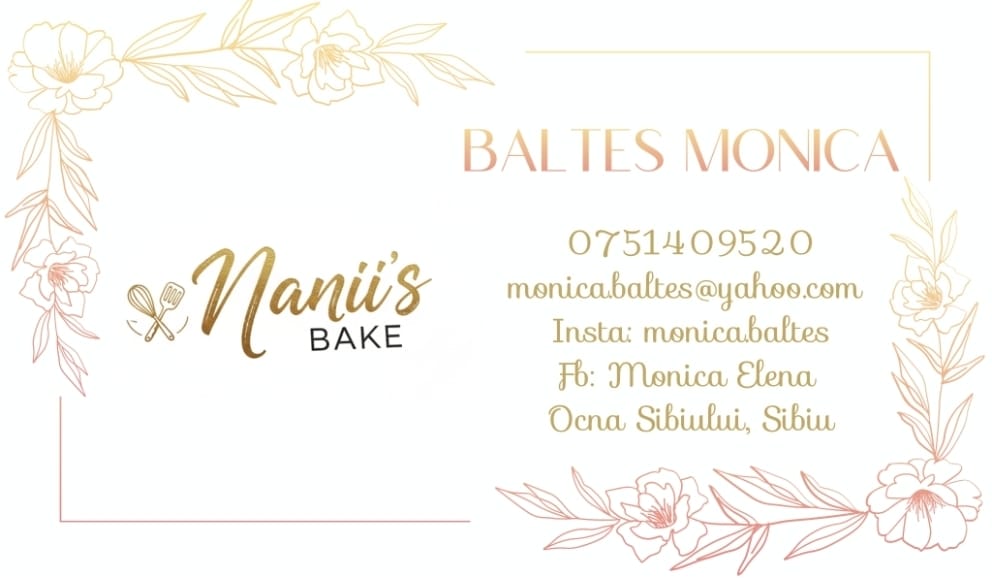 BALTES MONICA
Nanii's
BAKE
0751409520
monica.baltes@yahoo.com
Insta: monica.baltes
Fb: Monica Elena
Ocna Sibiului, Sibiu